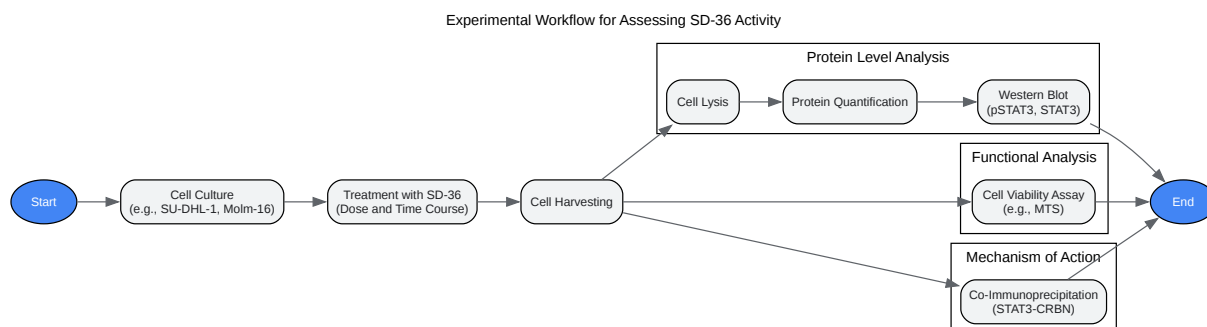 Experimental Workflow for Assessing SD-36 Activity
Start
Cell Culture
(e.g., SU-DHL-1, Molm-16)
Treatment with SD-36
(Dose and Time Course)
Cell Harvesting
Protein Level Analysis
Cell Lysis
Protein Quantification
Western Blot
(pSTAT3, STAT3)
Functional Analysis
Cell Viability Assay
(e.g., MTS)
Mechanism of Action
Co-Immunoprecipitation
(STAT3-CRBN)
End